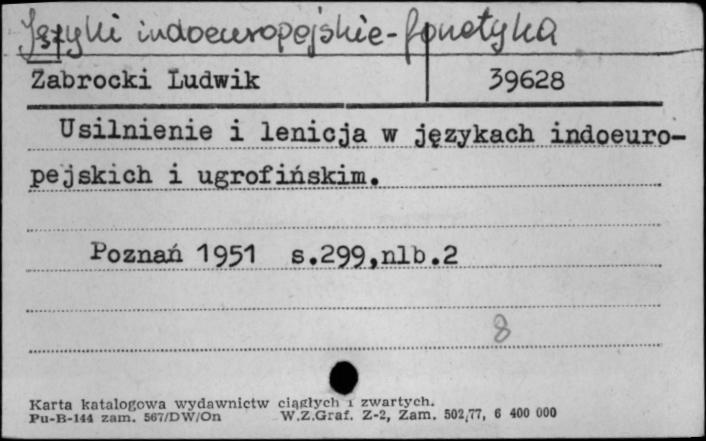 Języki indoeuropejskie - fonetyka
Zabrocki Ludwik 39628
Usilnienie i lenicja w językach indoeuro-
pejskich i ugrofińskim.
Poznań 1951 s.299,nlb.2
8
Karta katalogowa wydawnictw ciągłych i zwartych.
Pu-B-144 zam. 567/DW/On W.Z.Graf. Z-2, Zam. 502/77, 6 400 000